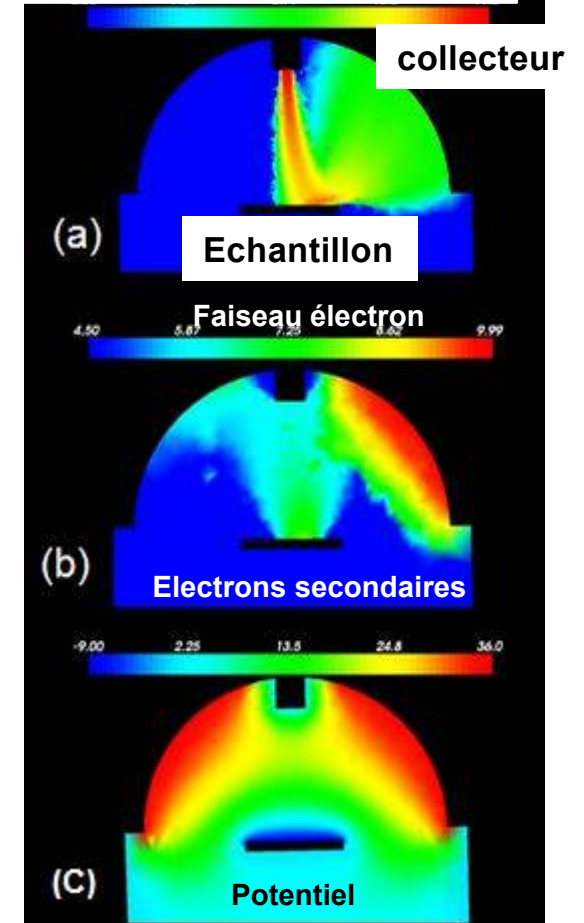 collecteur
(a)
Echantillon
Faiseau électron
4.50 5.87 7.25 8.62 9.99
(b)
Electrons secondaires
-9.00 2.25 13.5 24.8 36.0
(C)
Potentiel